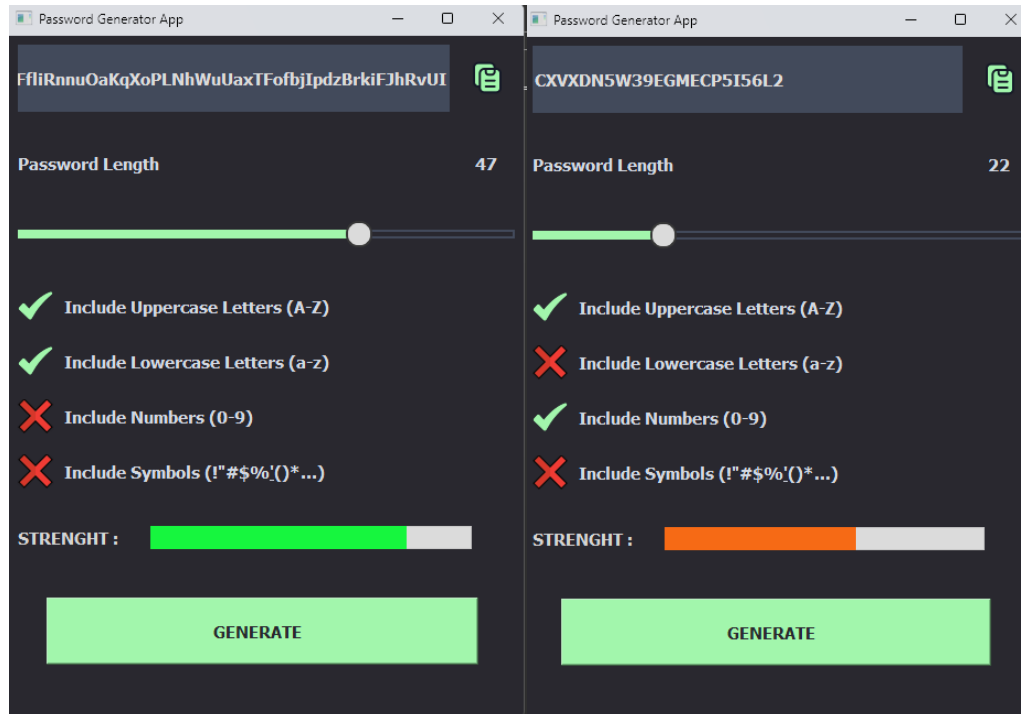 Password Generator App
FfliRnnuOaKqXoPLNhWuUaxTFofbjIpdzBrkiFJhRvUI
Password Length 47
Include Uppercase Letters (A-Z)
Include Lowercase Letters (a-z)
Include Numbers (0-9)
Include Symbols (!"#$%'()*...)
STRENGHT :
GENERATE
Password Generator App
CXVXDN5W39EGMECP5I56L2
Password Length 22
Include Uppercase Letters (A-Z)
Include Lowercase Letters (a-z)
Include Numbers (0-9)
Include Symbols (!"#$%'()*...)
STRENGHT :
GENERATE